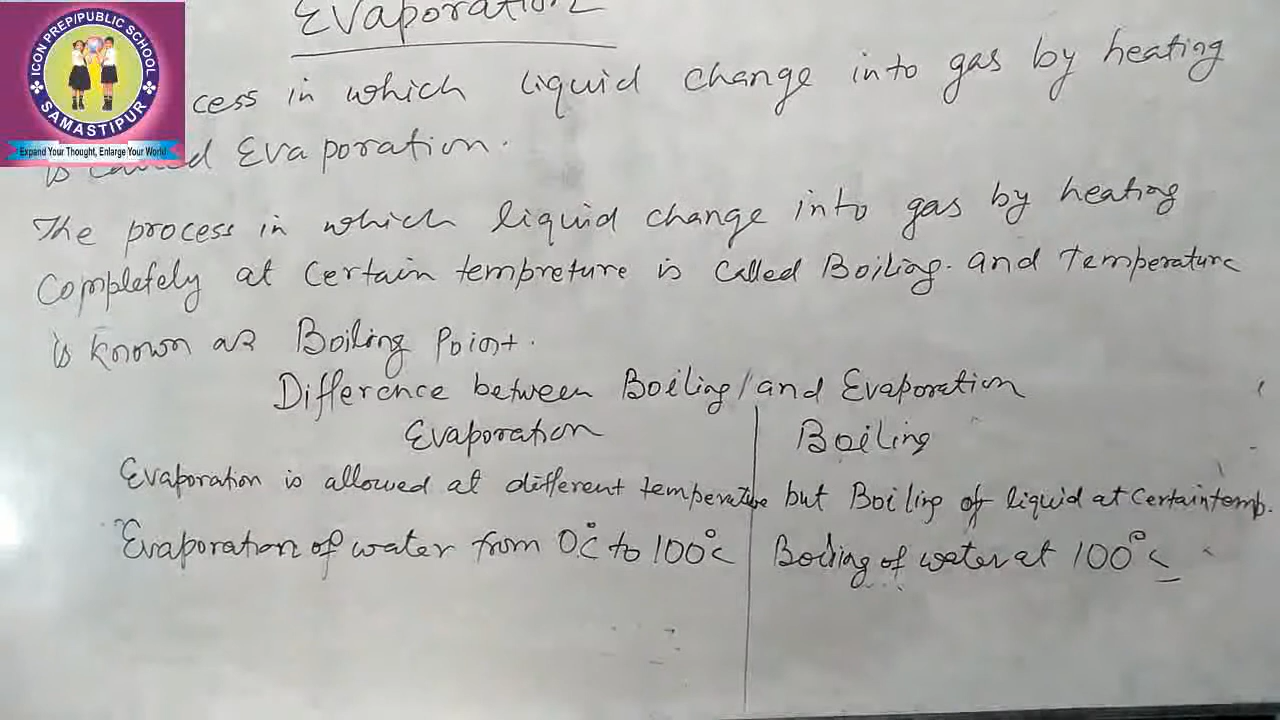 ICON PREP/PUBLIC SCHOOL
SAMASTIPUR
Expand Your Thought, Enlarge Your World
Evaporation
cess in which liquid change into gas by heating
is called Evaporation.
The process in which liquid change into gas by heating
Completely at Certain tempreture is called Boiling. and temperature
is known as Boiling Point.
Difference between Boiling/and Evaporation
Evaporation Boiling
Evaporation is allowed at different temperature but Boiling of liquid at Certain temp.
Evaporation of water from 0°C to 100°C Boiling of water at 100°C